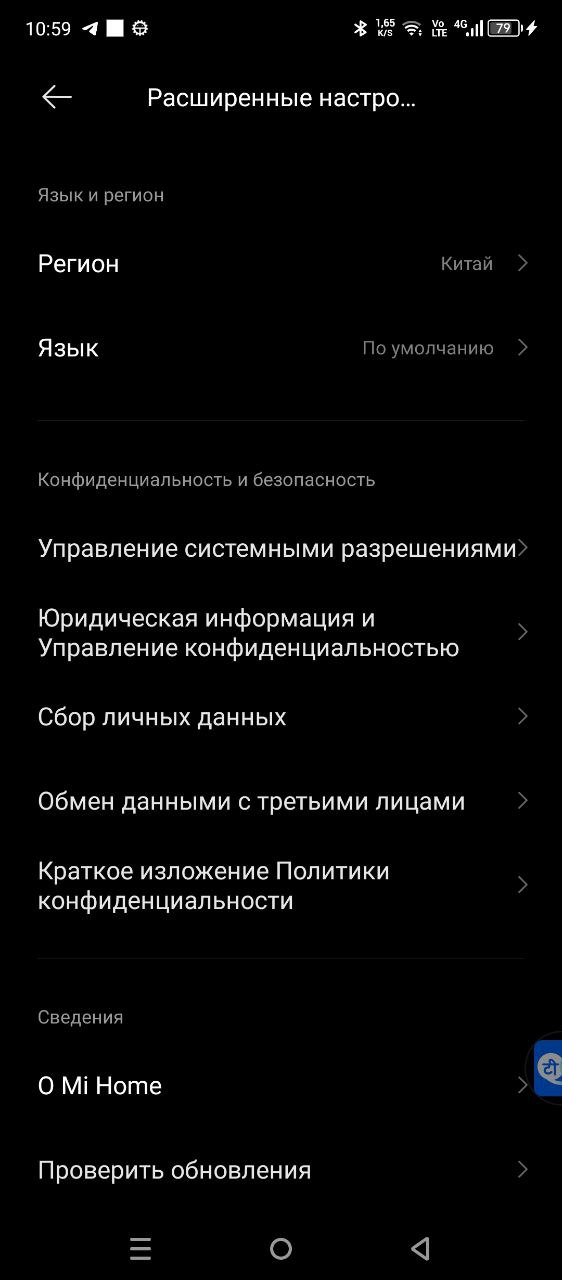 10:59
1,65
K/S
Vo
LTE
4G
79
Расширенные настро...
Язык и регион
Регион
Китай
Язык
По умолчанию
Конфиденциальность и безопасность
Управление системными разрешениями
Юридическая информация и
Управление конфиденциальностью
Сбор личных данных
Обмен данными с третьими лицами
Краткое изложение Политики
конфиденциальности
Сведения
О Mi Home
टी
Проверить обновления